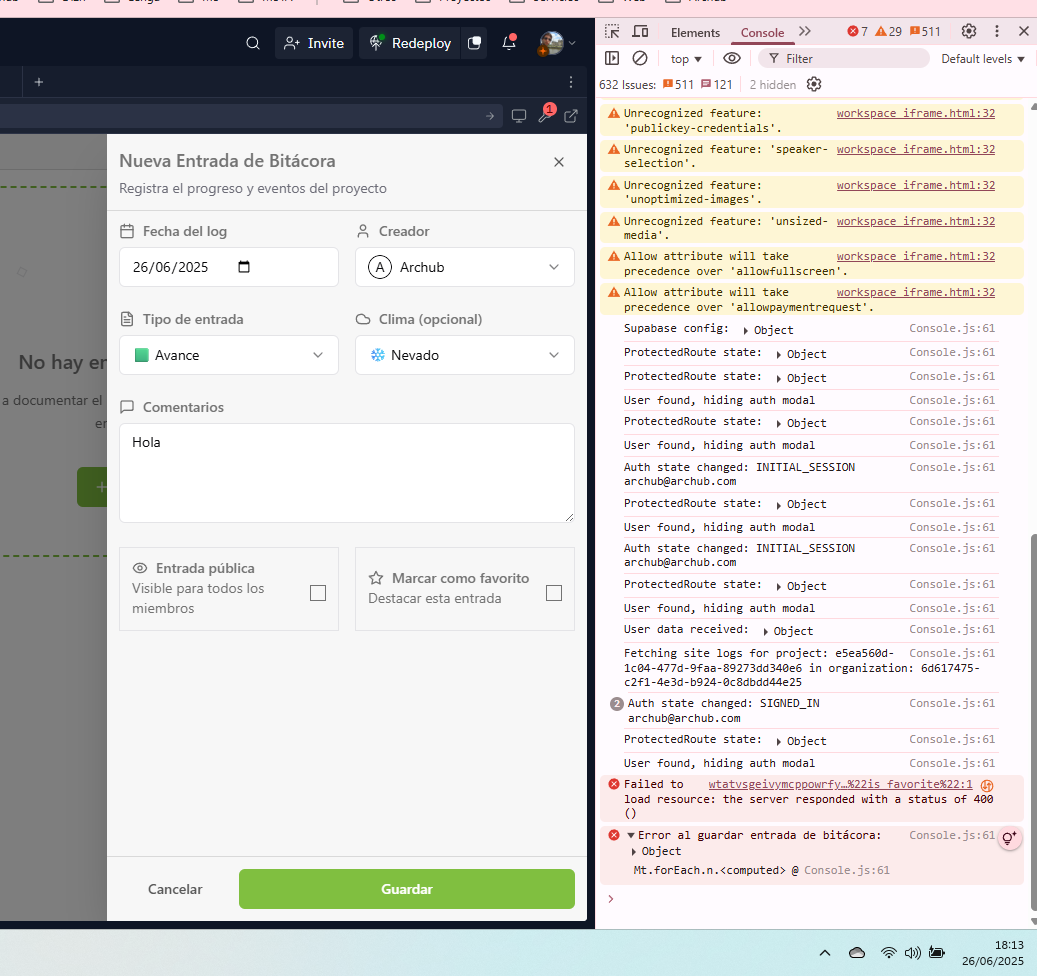 Invite
Redeploy
Elements
Console
7
29
511
top
Filter
Default levels
632 Issues:
511
121
2 hidden
1
Nueva Entrada de Bitácora
Registra el progreso y eventos del proyecto
Fecha del log
Creador
26/06/2025
A
Archub
Tipo de entrada
Clima (opcional)
Avance
Nevado
Comentarios
Hola
Entrada pública
Visible para todos los
miembros
Marcar como favorito
Destacar esta entrada
Cancelar
Guardar
No hay en
a documentar el
er
Unrecognized feature:
workspace iframe.html:32
'publickey-credentials'.
Unrecognized feature: 'speaker-
workspace iframe.html:32
selection'.
Unrecognized feature:
workspace iframe.html:32
'unoptimized-images'.
Unrecognized feature: 'unsized-
workspace iframe.html:32
media'.
Allow attribute will take
workspace iframe.html:32
precedence over 'allowfullscreen'.
Allow attribute will take
workspace iframe.html:32
precedence over 'allowpaymentrequest'.
Supabase config: Object
Console.js:61
ProtectedRoute state: Object
Console.js:61
ProtectedRoute state: Object
Console.js:61
User found, hiding auth modal
Console.js:61
ProtectedRoute state: Object
Console.js:61
User found, hiding auth modal
Console.js:61
Auth state changed: INITIAL_SESSION
Console.js:61
archub@archub.com
ProtectedRoute state: Object
Console.js:61
User found, hiding auth modal
Console.js:61
Auth state changed: INITIAL_SESSION
Console.js:61
archub@archub.com
ProtectedRoute state: Object
Console.js:61
User found, hiding auth modal
Console.js:61
User data received: Object
Console.js:61
Fetching site logs for project: e5ea560d-
Console.js:61
1c04-477d-9faa-89273dd340e6 in organization: 6d617475-
c2f1-4e3d-b924-0c8dbdd44e25
2
Auth state changed: SIGNED_IN
Console.js:61
archub@archub.com
ProtectedRoute state: Object
Console.js:61
User found, hiding auth modal
Console.js:61
Failed to
wtatvsgeivymcppowrfy…%22is favorite%22:1
load resource: the server responded with a status of 400
()
Error al guardar entrada de bitácora:
Console.js:61
Object
Mt.forEach.n.<computed> @ Console.js:61
18:13
26/06/2025